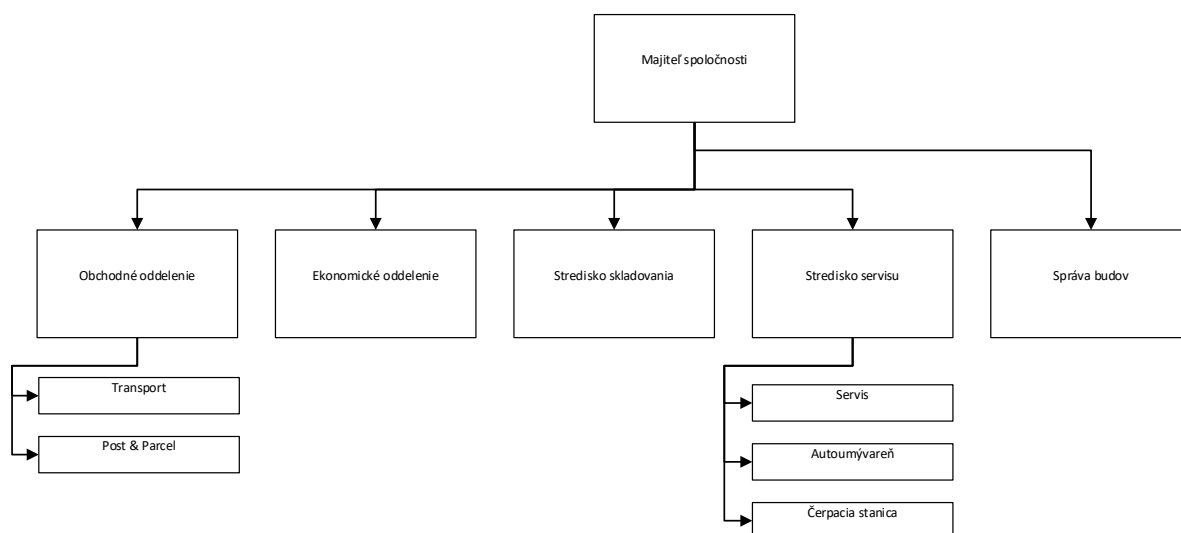 Majiteľ spoločnosti
Obchodné oddelenie
Ekonomické oddelenie
Stredisko skladovania
Stredisko servisu
Správa budov
Transport
Post & Parcel
Servis
Autoumývareň
Čerpacia stanica